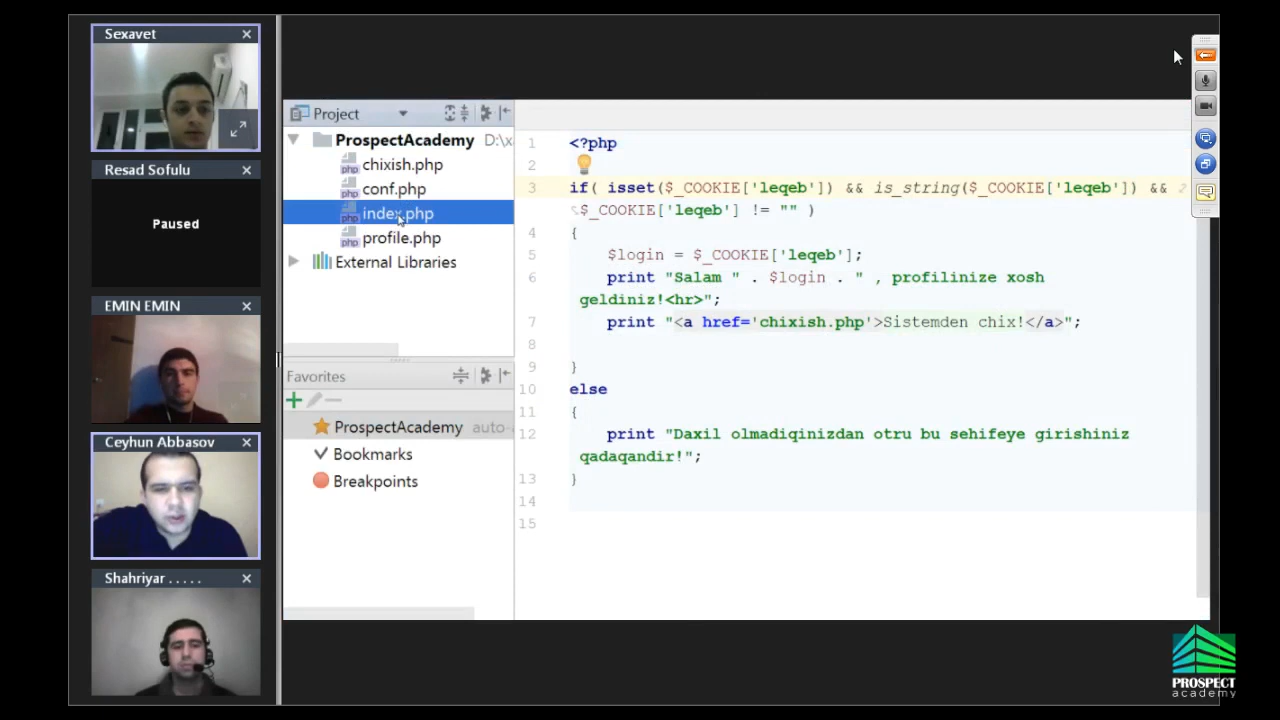 Sexavet
Resad Sofulu
Paused
EMIN EMIN
Ceyhun Abbasov
Shahriyar . . . . .
Project
ProspectAcademy
chixish.php
conf.php
index.php
profile.php
External Libraries
Favorites
ProspectAcademy auto-
Bookmarks
Breakpoints
1 <?php
2
3 if( isset($_COOKIE['leqeb']) && is_string($_COOKIE['leqeb']) &&
$_COOKIE['leqeb'] != "" )
4 {
5 $login = $_COOKIE['leqeb'];
6 print "Salam " . $login . " , profilinize xosh
geldiniz!<hr>";
7 print "<a href='chixish.php'>Sistemden chix!</a>";
8
9 }
10 else
11 {
12 print "Daxil olmadiqinizdan otru bu sehifeye girishiniz
qadaqandir!";
13 }
14
15
PROSPECT
academy